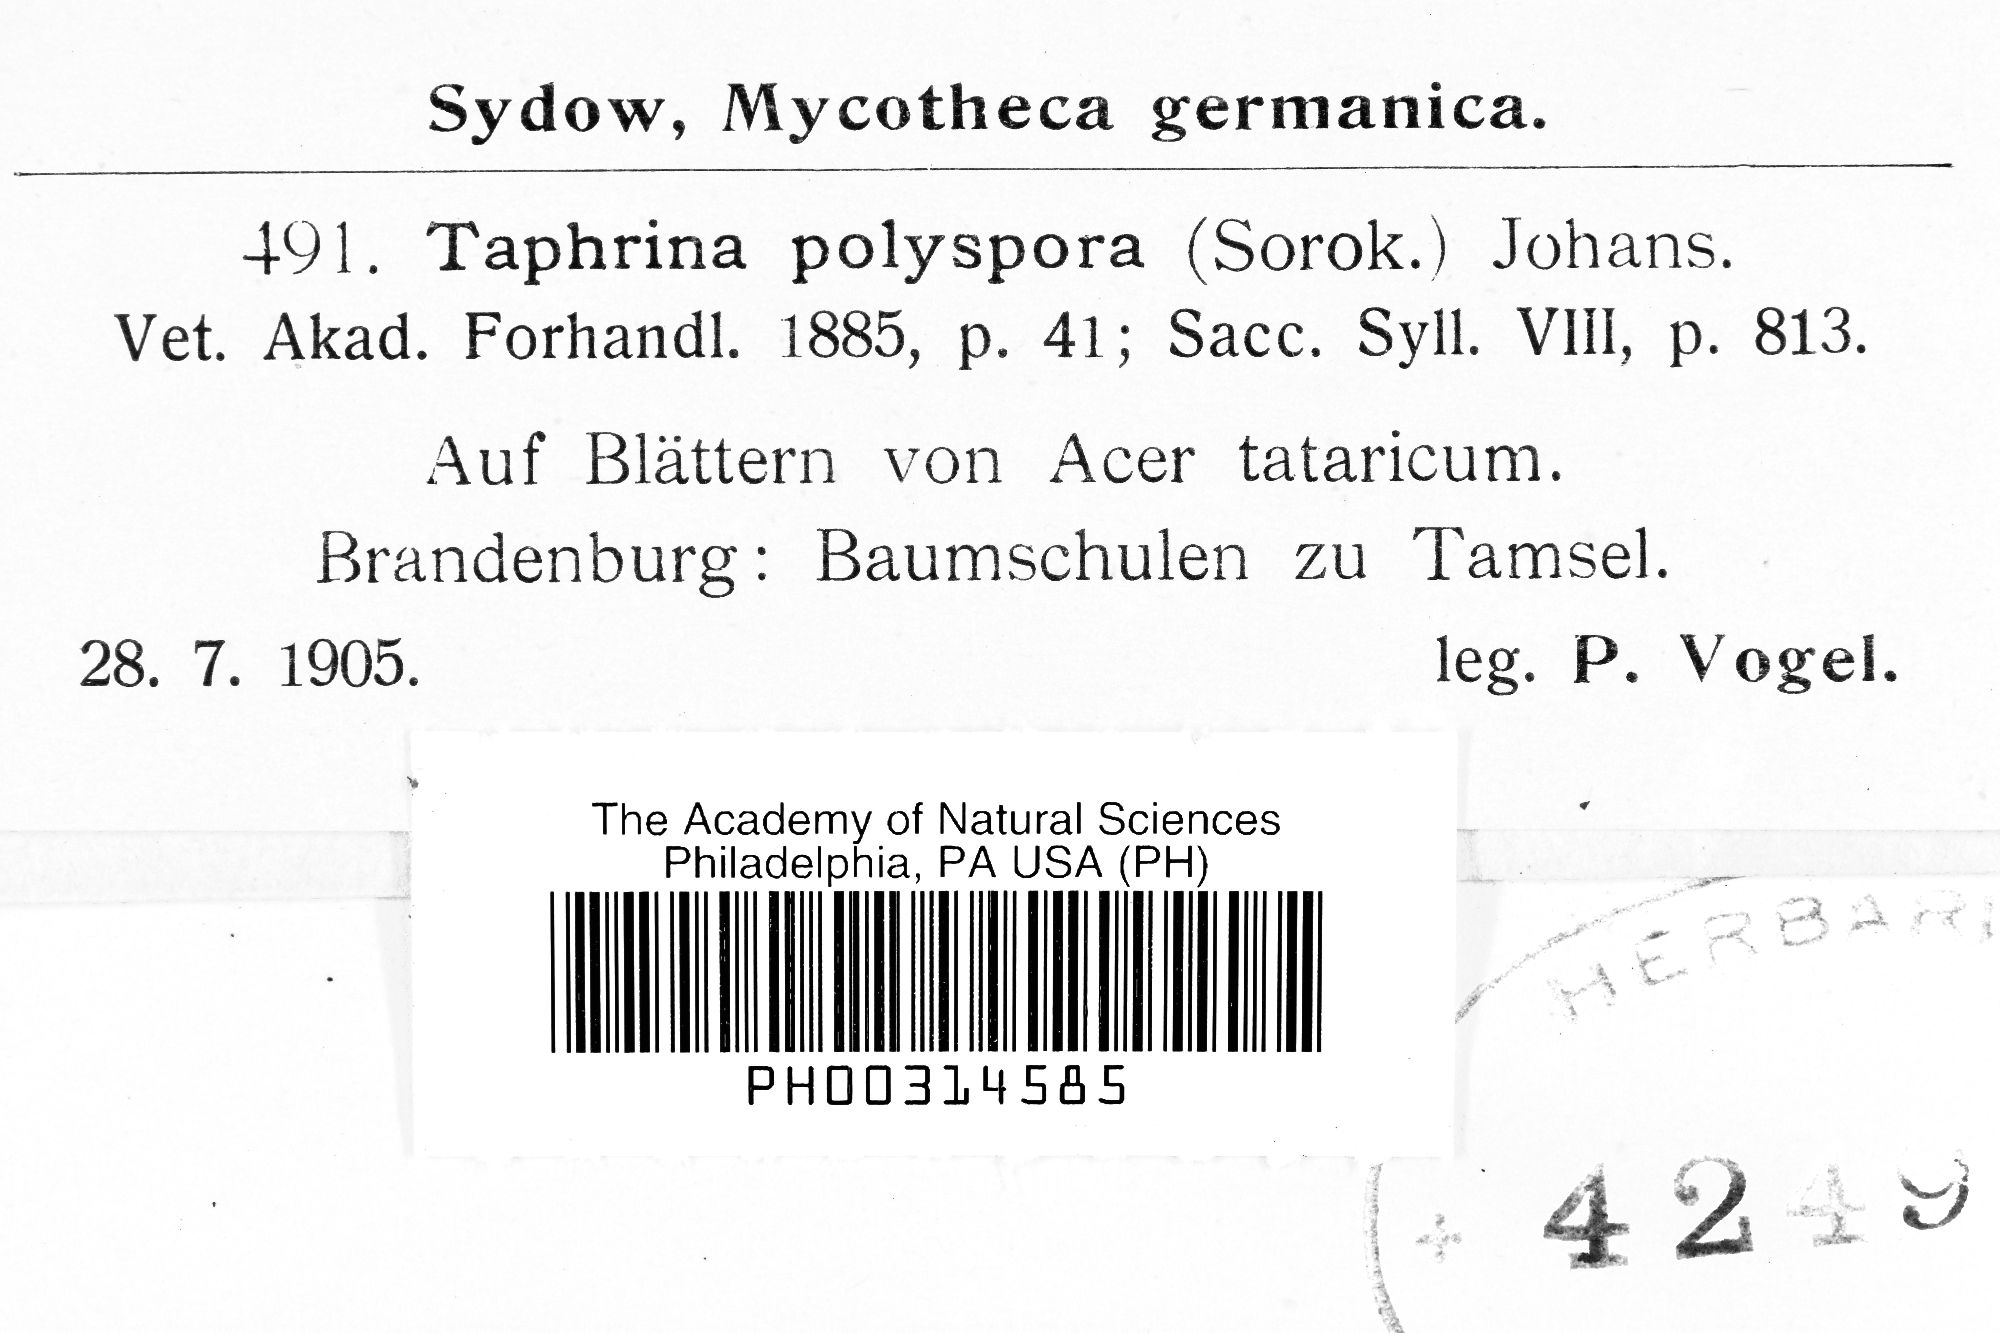 Sydow, Mycotheca germanica.
491. Taphrina polyspora (Sorok.) Johans.
Vet. Akad. Forhandl. 1885, p. 41; Sacc. Syll. VIII, p. 813.
Auf Blättern von Acer tataricum.
Brandenburg: Baumschulen zu Tamsel.
28. 7. 1905. leg. P. Vogel.
The Academy of Natural Sciences
Philadelphia, PA USA (PH)
PH00314585
HERBARI
4249